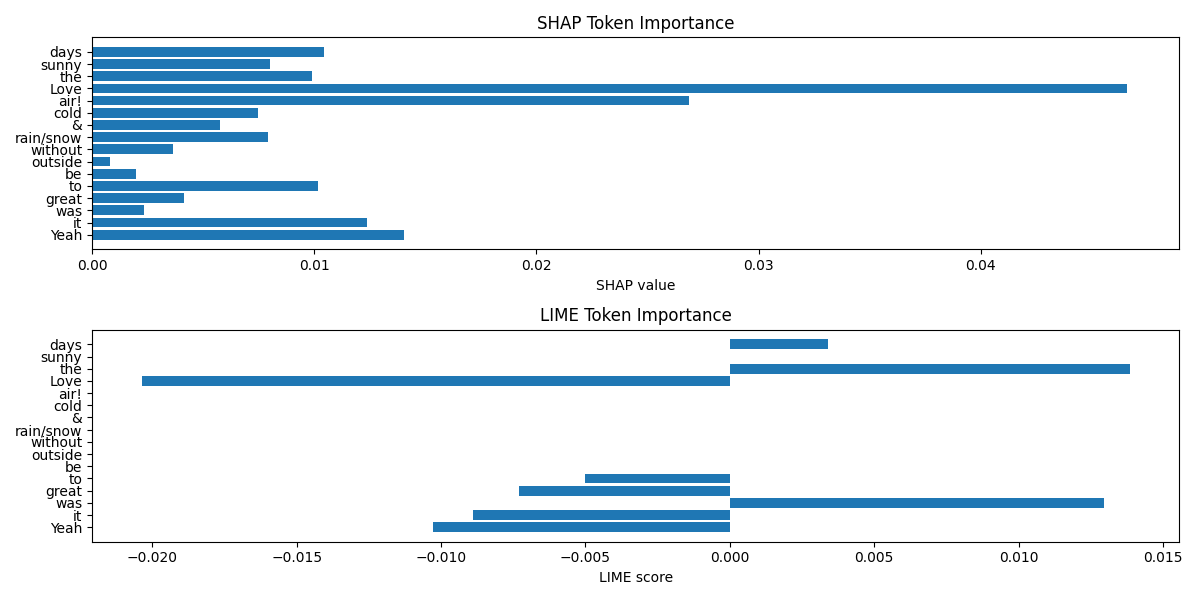 SHAP Token Importance
days
sunny
the
Love
air!
cold
&
rain/snow
without
outside
be
to
great
was
it
Yeah
0.00 0.01 0.02 0.03 0.04
SHAP value
LIME Token Importance
days
sunny
the
Love
air!
cold
&
rain/snow
without
outside
be
to
great
was
it
Yeah
−0.020 −0.015 −0.010 −0.005 0.000 0.005 0.010 0.015
LIME score